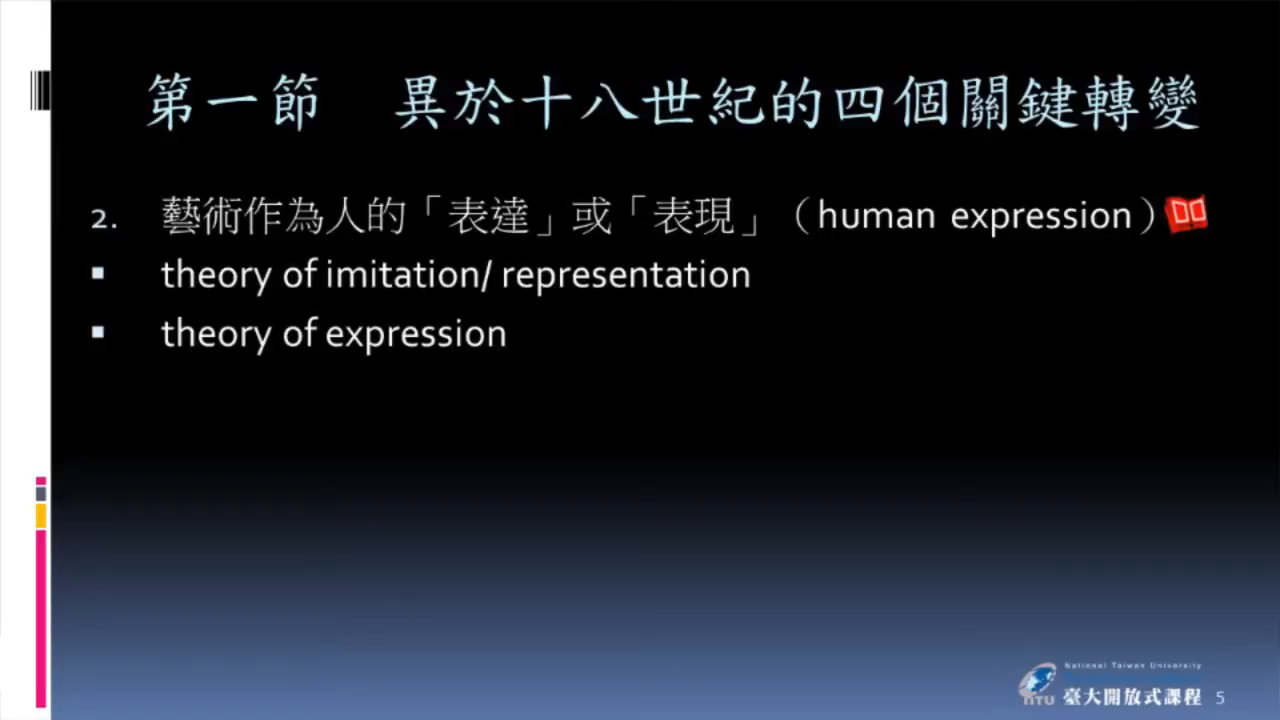 第一節 異於十八世紀的四個關鍵轉變
2. 藝術作為人的「表達」或「表現」（human expression）
▪ theory of imitation/ representation
▪ theory of expression
National Taiwan University
NTU 臺大開放式課程 5